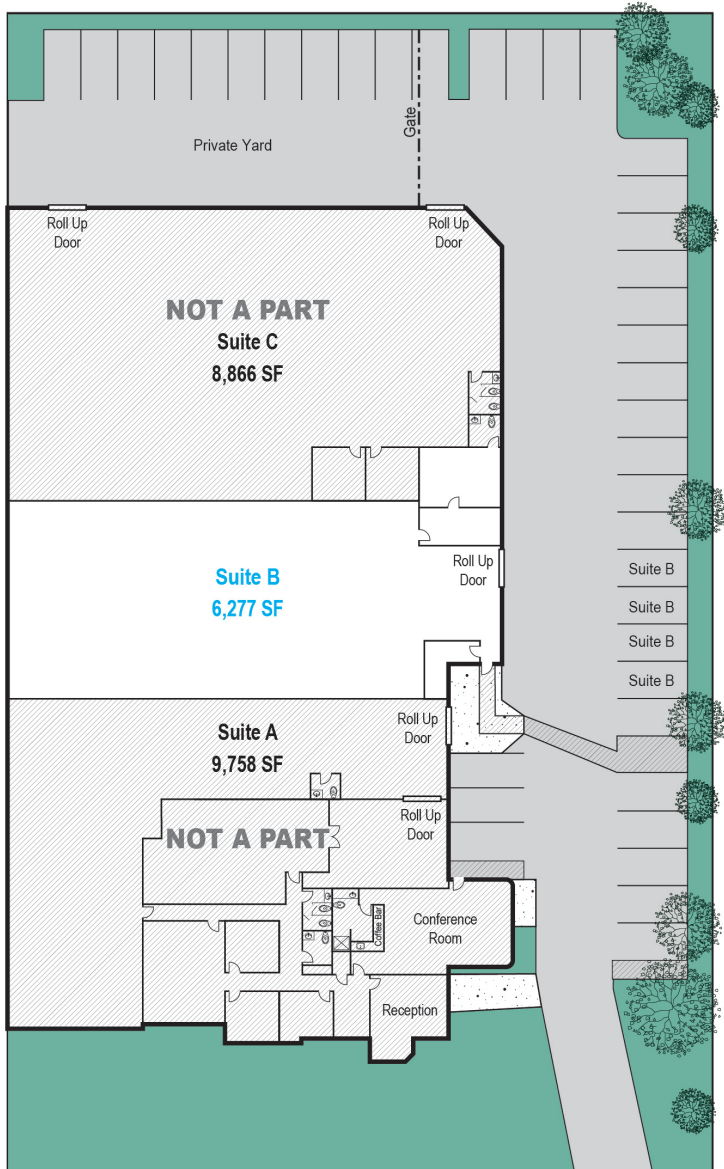 Gate
Private Yard
Roll Up
Door
Roll Up
Door
NOT A PART
Suite C
8,866 SF
Roll Up
Door
Suite B
6,277 SF
Suite B
Suite B
Suite B
Suite B
Suite A
9,758 SF
Roll Up
Door
Roll Up
Door
NOT A PART
Coffee Bar
Conference
Room
Reception